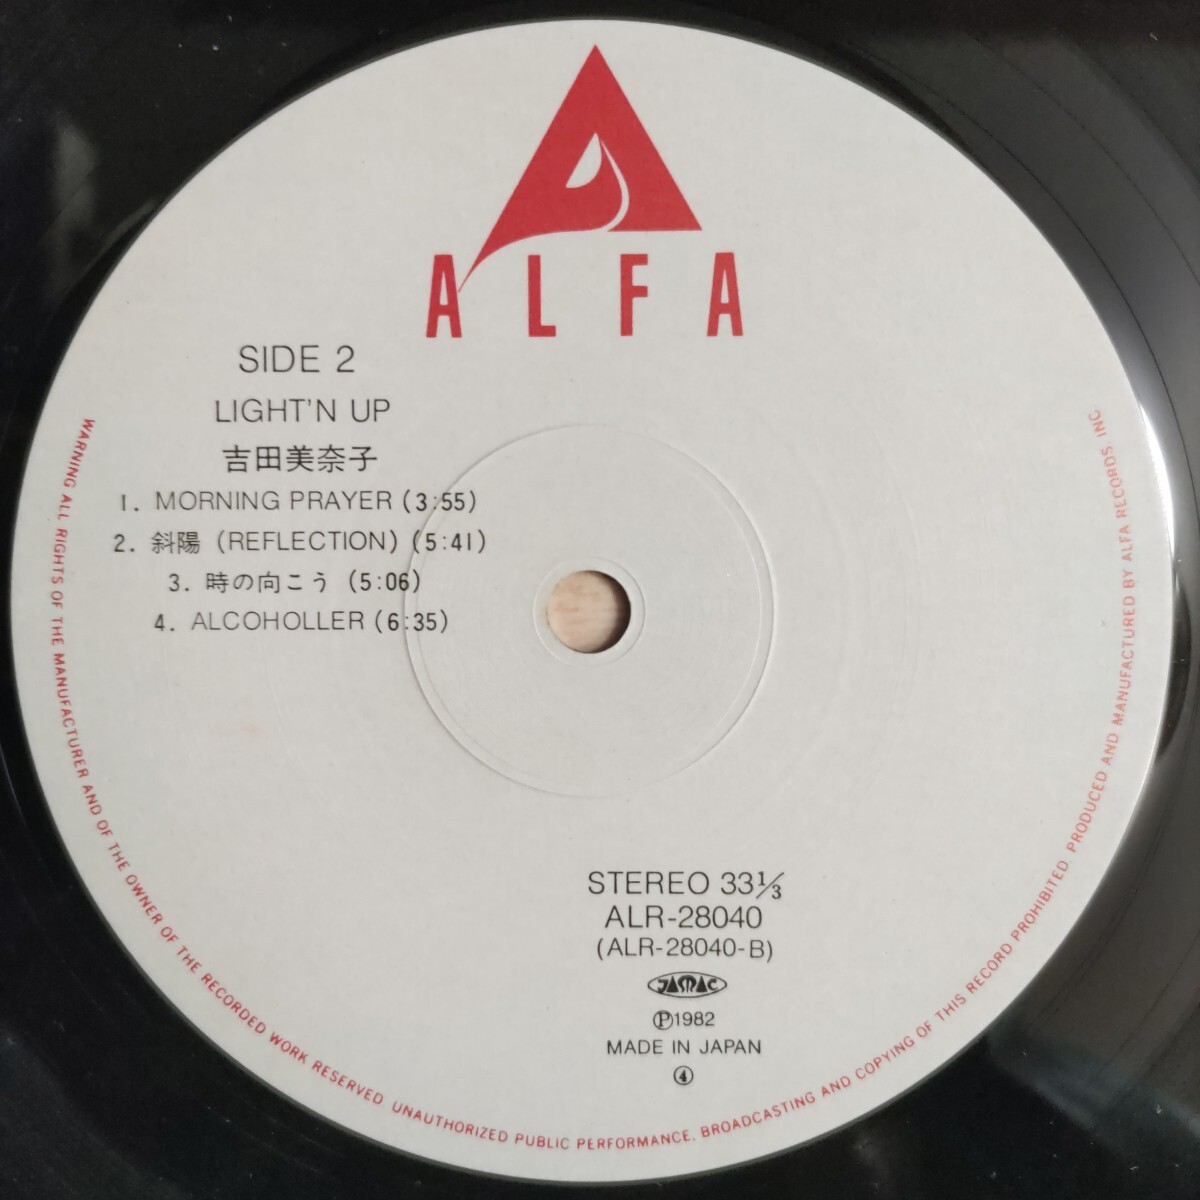 ALFA
SIDE 2
LIGHT'N UP
吉田美奈子
1. MORNING PRAYER (3:55)
2. 斜陽 (REFLECTION) (5:41)
3. 時の向こう (5:06)
4. ALCOHOLLER (6:35)
STEREO 33⅓
ALR-28040
(ALR-28040-B)
JASRAC
Ⓟ1982
MADE IN JAPAN
④
WARNING ALL RIGHTS OF THE MANUFACTURER AND OF THE OWNER OF THE RECORDED WORK RESERVED. UNAUTHORIZED PUBLIC PERFORMANCE, BROADCASTING AND COPYING OF THIS RECORD PROHIBITED. PRODUCED AND MANUFACTURED BY ALFA RECORDS, INC.